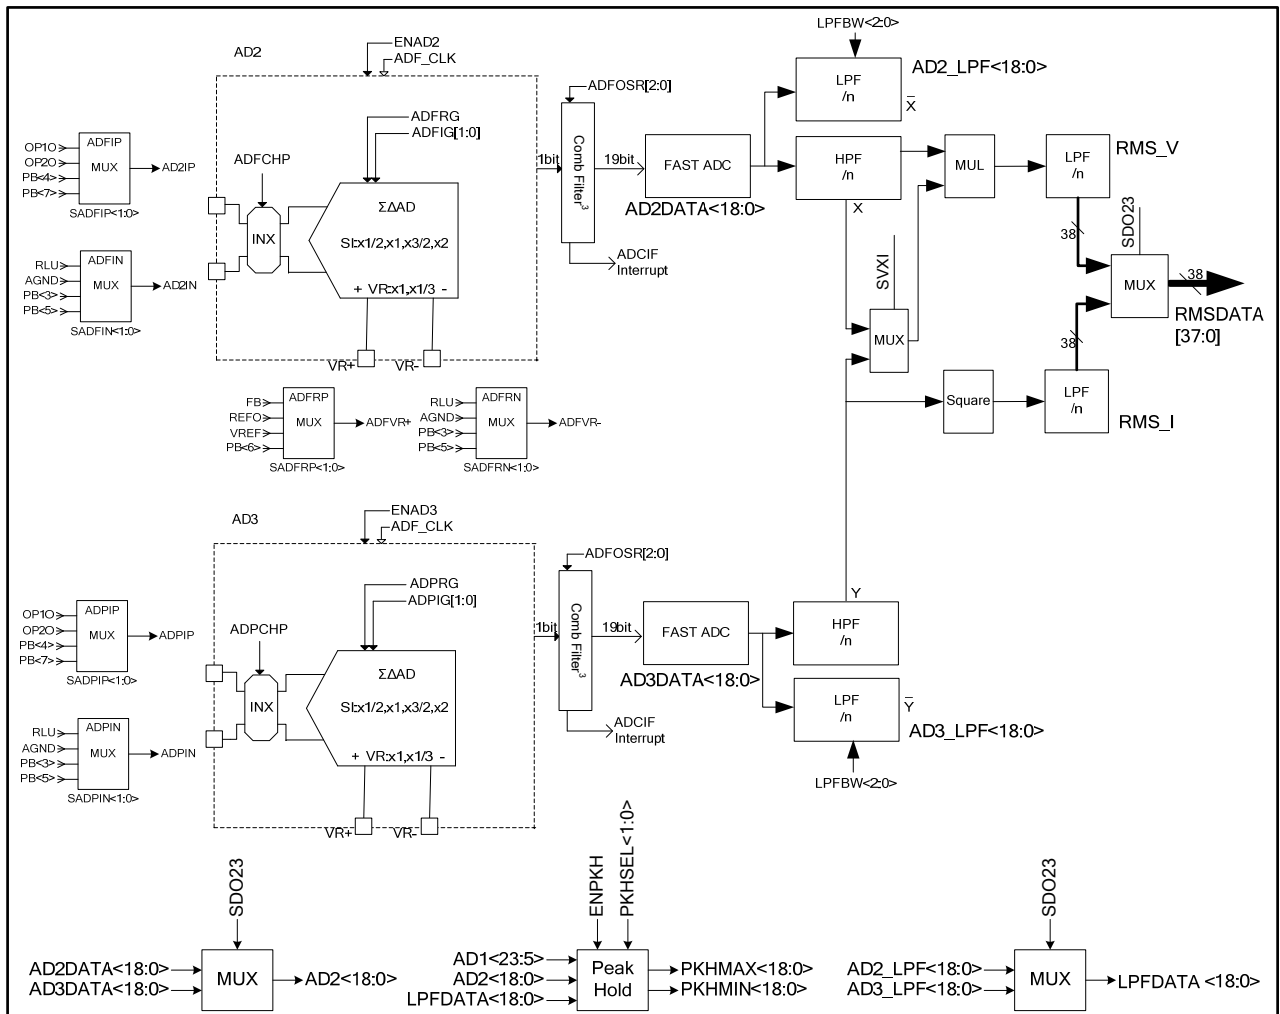 LPFBW<2:0>
AD2
ENAD2
ADF_CLK
LPF
/n
AD2_LPF<18:0>
X̅
ADFOSR[2:0]
ADFRG
ADFIG[1:0]
OP1O
OP2O
PB<4>
PB<7>
ADFIP
MUX
AD2IP
SADFIP<1:0>
ADFCHP
INX
ΣΔAD
SI:x1/2,x1,x3/2,x2
+ VR:x1,x1/3 -
VR+
VR-
1bit
Comb Filter³
19bit
FAST ADC
AD2DATA<18:0>
ADCIF
Interrupt
HPF
/n
X
MUL
LPF
/n
RMS_V
38
SDO23
MUX
38
RMSDATA
[37:0]
SVXI
MUX
38
Square
LPF
/n
RMS_I
RLU
AGND
PB<3>
PB<5>
ADFIN
MUX
AD2IN
SADFIN<1:0>
FB
REFO
VREF
PB<6>
ADFRP
MUX
ADFVR+
SADFRP<1:0>
RLU
AGND
PB<3>
PB<5>
ADFRN
MUX
ADFVR-
SADFRN<1:0>
AD3
ENAD3
ADF_CLK
ADFOSR[2:0]
ADPRG
ADPIG[1:0]
OP1O
OP2O
PB<4>
PB<7>
ADPIP
MUX
ADPIP
SADPIP<1:0>
ADPCHP
INX
ΣΔAD
SI:x1/2,x1,x3/2,x2
+ VR:x1,x1/3 -
VR+
VR-
1bit
Comb Filter³
19bit
FAST ADC
AD3DATA<18:0>
ADCIF
Interrupt
Y
HPF
/n
LPF
/n
Y̅
AD3_LPF<18:0>
LPFBW<2:0>
RLU
AGND
PB<3>
PB<5>
ADPIN
MUX
ADPIN
SADPIN<1:0>
SDO23
AD2DATA<18:0>
AD3DATA<18:0>
MUX
AD2<18:0>
ENPKH
PKHSEL<1:0>
AD1<23:5>
AD2<18:0>
LPFDATA<18:0>
Peak
Hold
PKHMAX<18:0>
PKHMIN<18:0>
SDO23
AD2_LPF<18:0>
AD3_LPF<18:0>
MUX
LPFDATA <18:0>